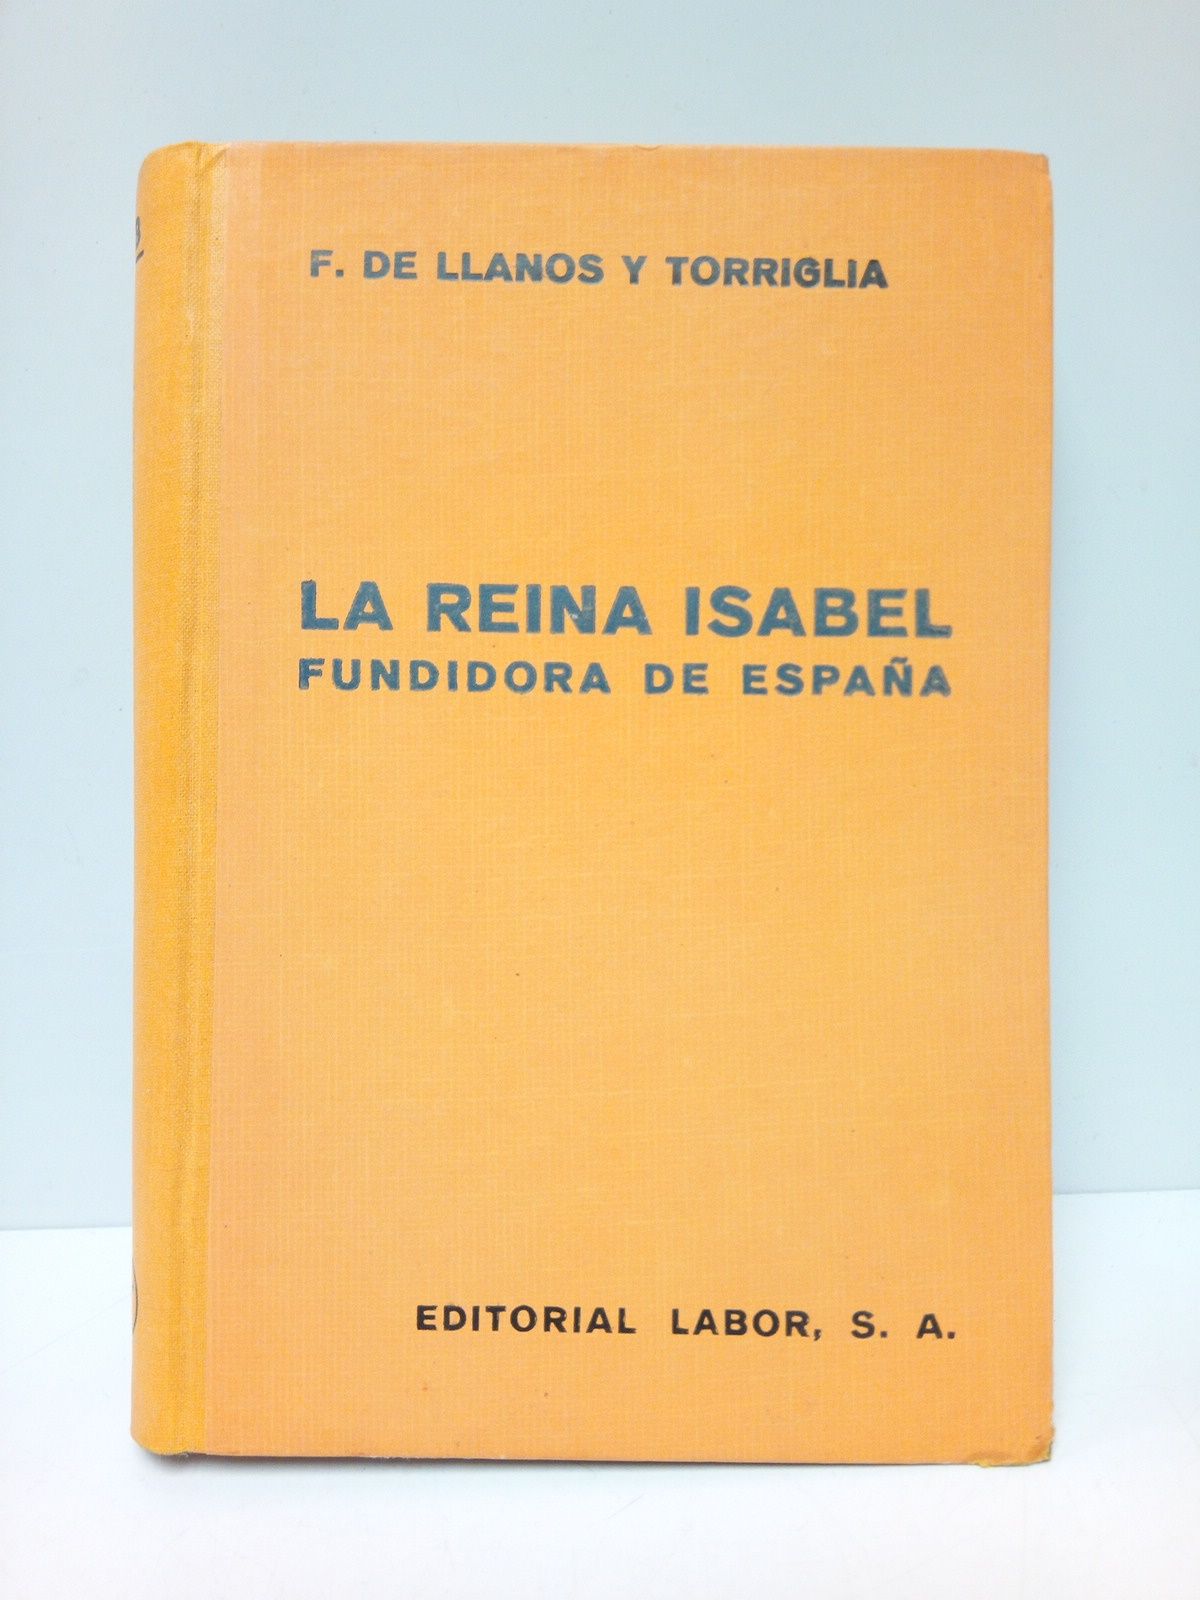 F. DE LLANOS Y TORRIGLIA
LA REINA ISABEL
FUNDIDORA DE ESPAÑA
EDITORIAL LABOR, S. A.